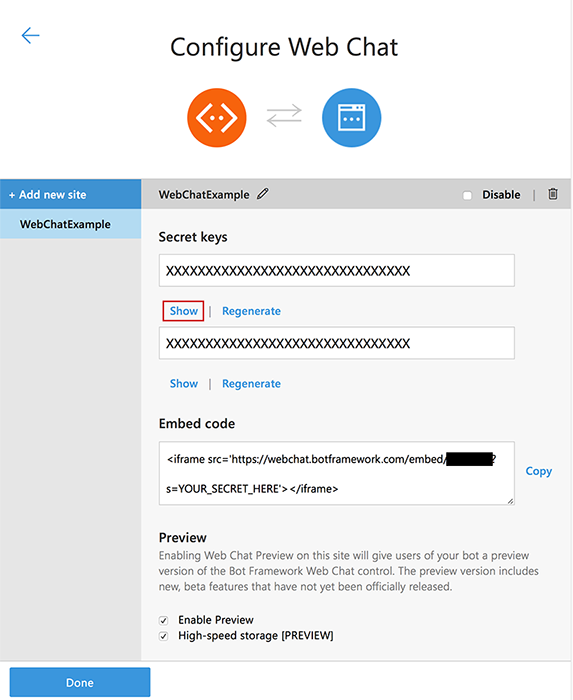 Configure Web Chat
+ Add new site
WebChatExample
WebChatExample
Disable
Secret keys
XXXXXXXXXXXXXXXXXXXXXXXXXXXXXXX
Show | Regenerate
XXXXXXXXXXXXXXXXXXXXXXXXXXXXXXX
Show | Regenerate
Embed code
<iframe src='https://webchat.botframework.com/embed/ ?
s=YOUR_SECRET_HERE'></iframe>
Copy
Preview
Enabling Web Chat Preview on this site will give users of your bot a preview
version of the Bot Framework Web Chat control. The preview version includes
new, beta features that have not yet been officially released.
Enable Preview
High-speed storage [PREVIEW]
Done